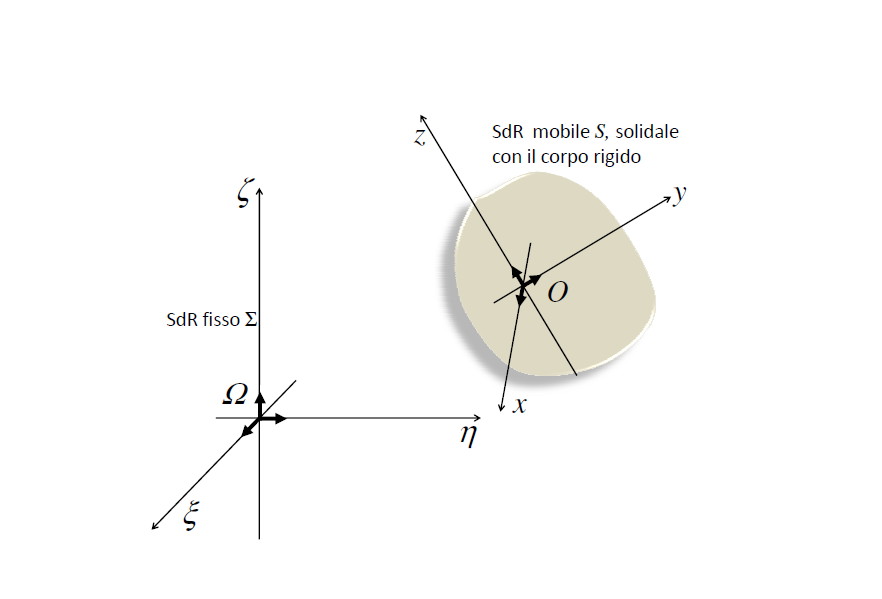 z
SdR mobile S, solidale
con il corpo rigido
y
ζ
O
SdR fisso Σ
Ω
x
η
ξ